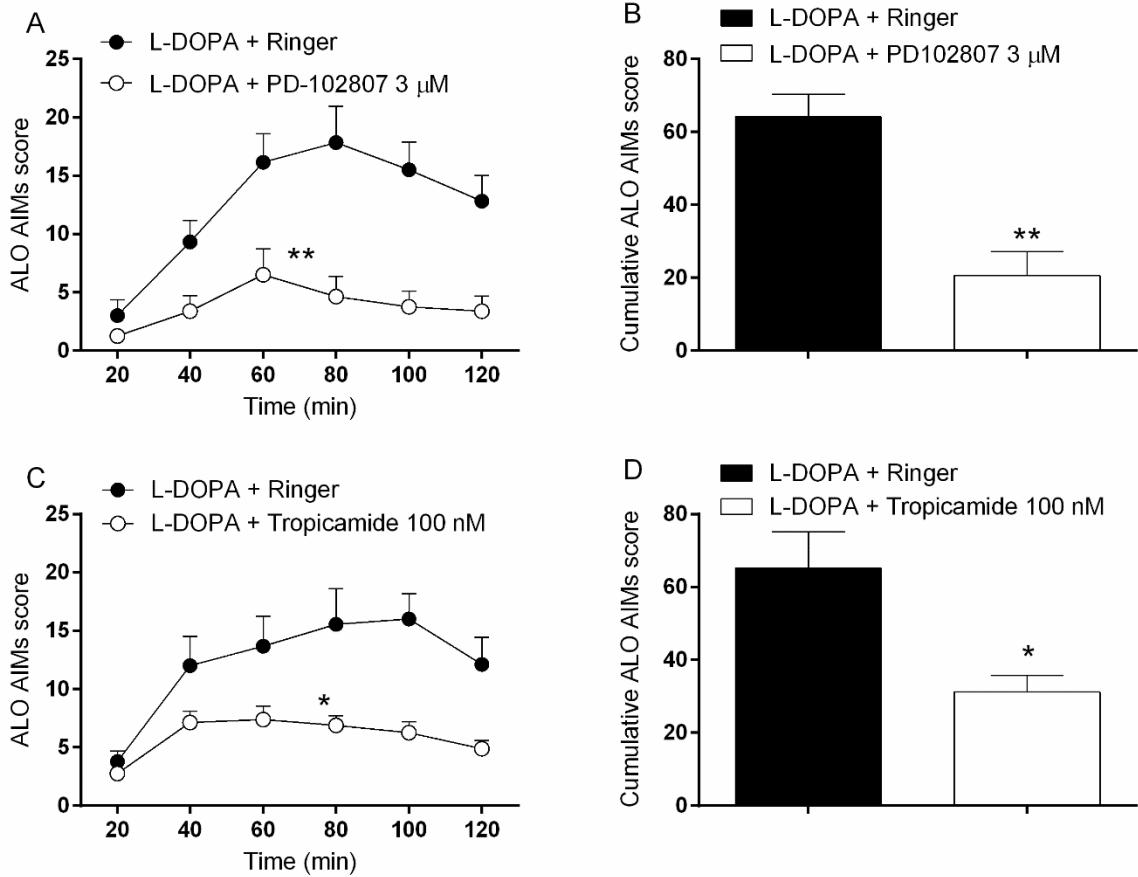 A
L-DOPA + Ringer
L-DOPA + PD-102807 3 μM
ALO AIMs score
25
20
15
10
5
0
**
20 40 60 80 100 120
Time (min)
B
L-DOPA + Ringer
L-DOPA + PD102807 3 μM
Cumulative ALO AIMs score
80
60
40
20
0
**
C
L-DOPA + Ringer
L-DOPA + Tropicamide 100 nM
ALO AIMs score
25
20
15
10
5
0
*
20 40 60 80 100 120
Time (min)
D
L-DOPA + Ringer
L-DOPA + Tropicamide 100 nM
Cumulative ALO AIMs score
80
60
40
20
0
*